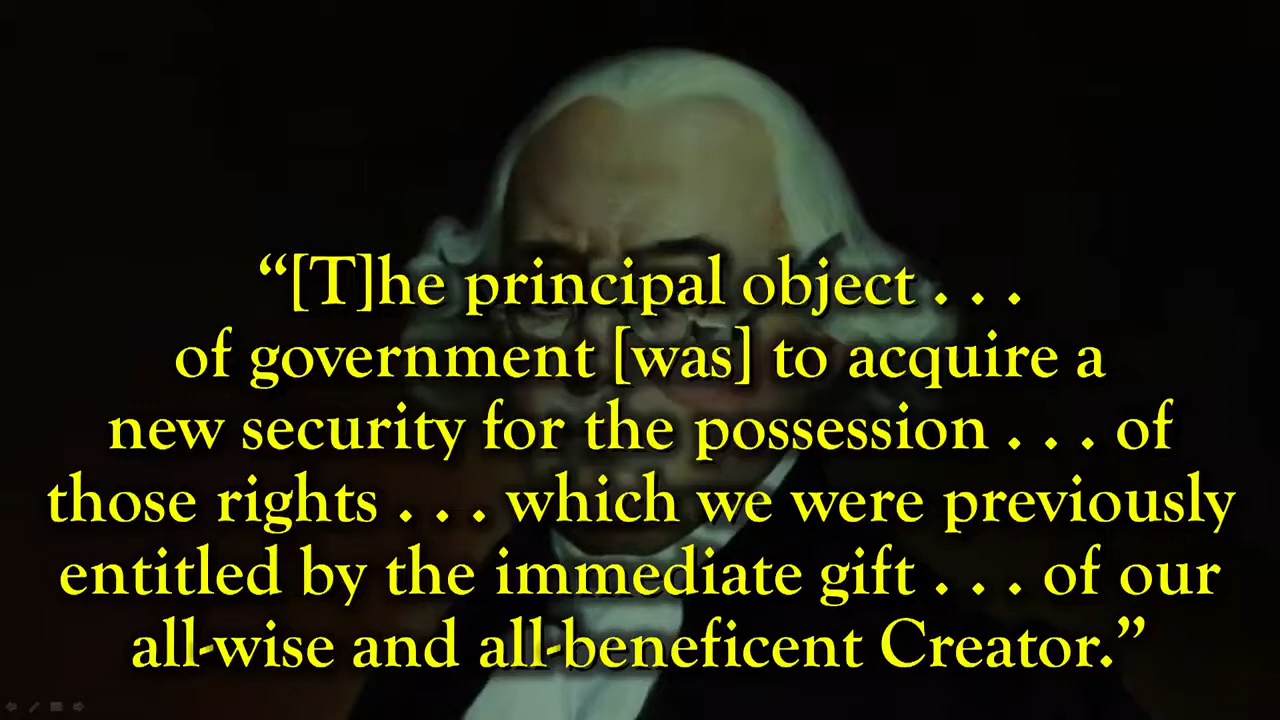 “[T]he principal object . . .
of government [was] to acquire a
new security for the possession . . . of
those rights . . . which we were previously
entitled by the immediate gift . . . of our
all-wise and all-beneficent Creator.”